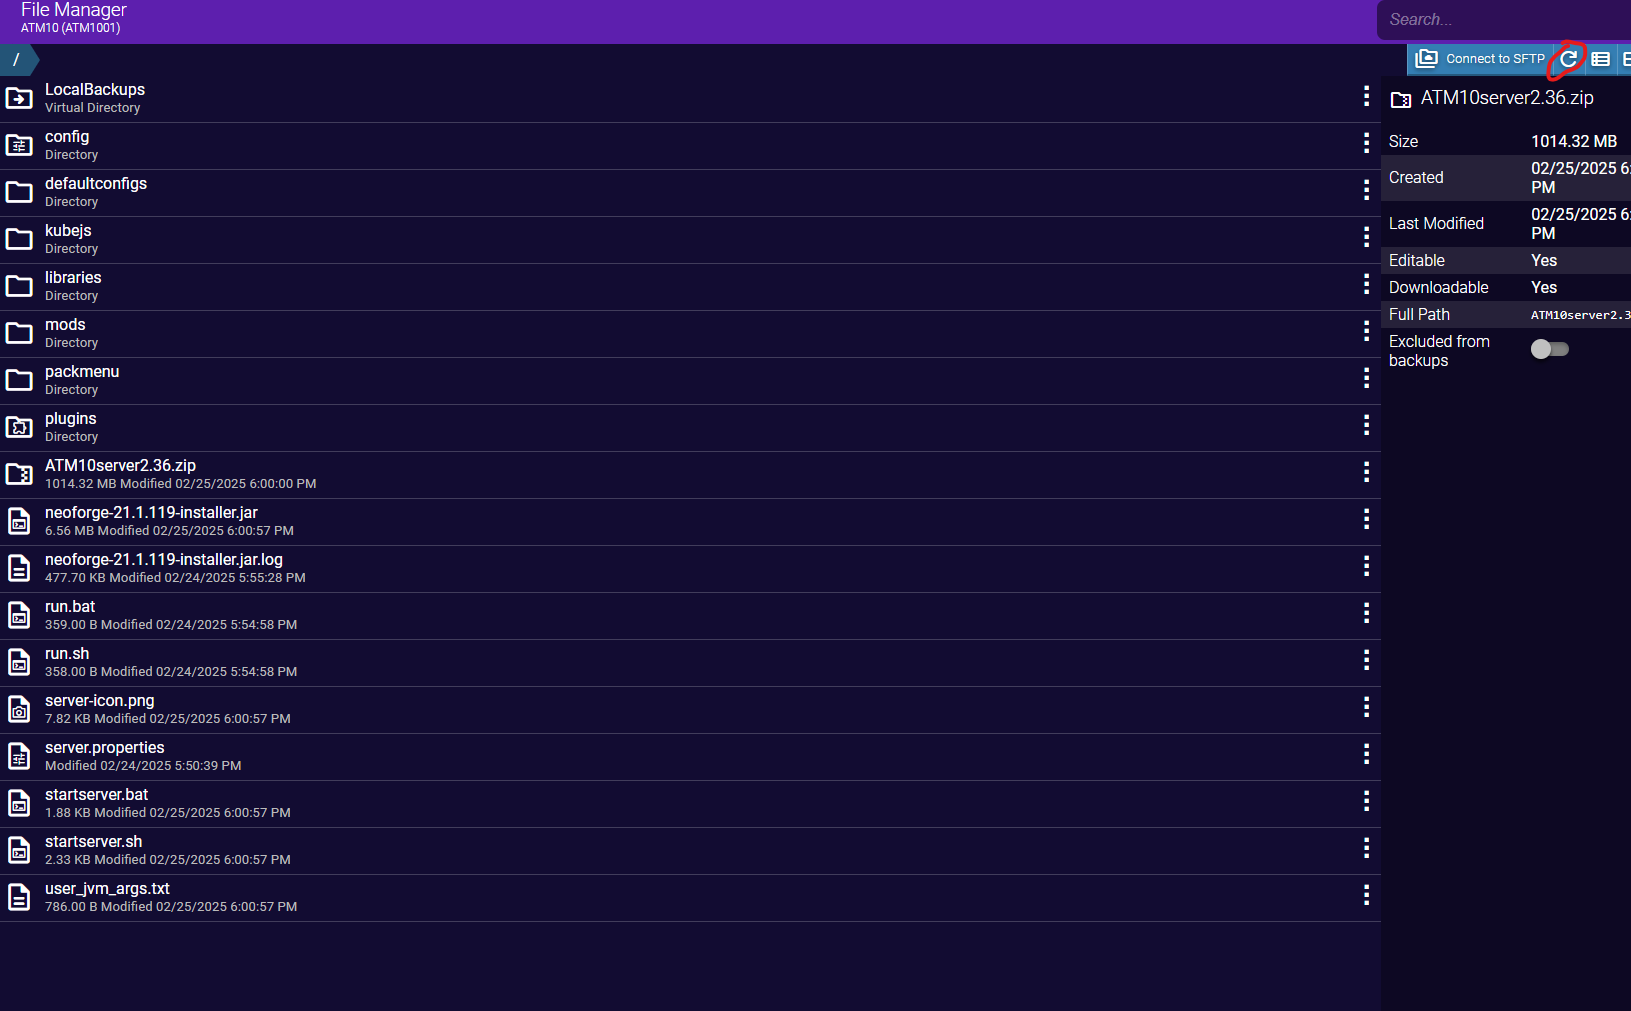 File Manager
ATM10 (ATM1001)
Search...
/
Connect to SFTP
LocalBackups
Virtual Directory
config
Directory
defaultconfigs
Directory
kubejs
Directory
libraries
Directory
mods
Directory
packmenu
Directory
plugins
Directory
ATM10server2.36.zip
1014.32 MB Modified 02/25/2025 6:00:00 PM
neoforge-21.1.119-installer.jar
6.56 MB Modified 02/25/2025 6:00:57 PM
neoforge-21.1.119-installer.jar.log
477.70 KB Modified 02/24/2025 5:55:28 PM
run.bat
359.00 B Modified 02/24/2025 5:54:58 PM
run.sh
358.00 B Modified 02/24/2025 5:54:58 PM
server-icon.png
7.82 KB Modified 02/25/2025 6:00:57 PM
server.properties
Modified 02/24/2025 5:50:39 PM
startserver.bat
1.88 KB Modified 02/25/2025 6:00:57 PM
startserver.sh
2.33 KB Modified 02/25/2025 6:00:57 PM
user_jvm_args.txt
786.00 B Modified 02/25/2025 6:00:57 PM
ATM10server2.36.zip
Size 1014.32 MB
Created 02/25/2025 6:
PM
Last Modified 02/25/2025 6:
PM
Editable Yes
Downloadable Yes
Full Path ATM10server2.3
Excluded from
backups